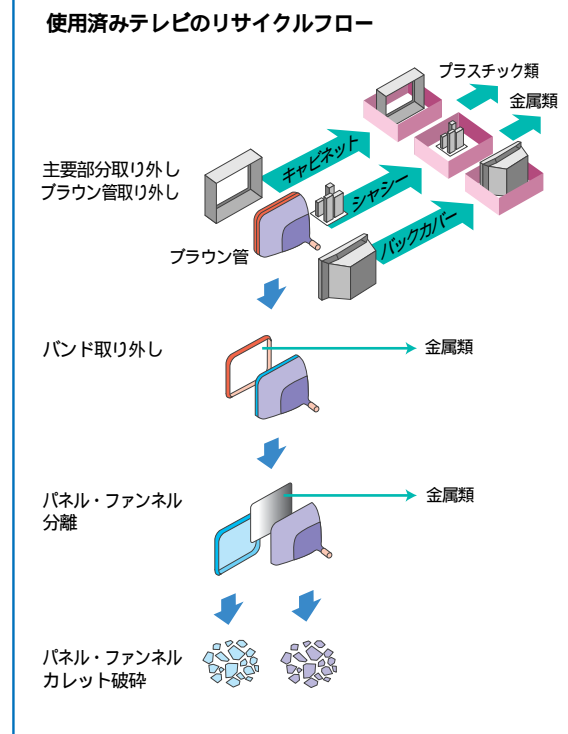 使用済みテレビのリサイクルフロー
プラスチック類
金属類
主要部分取り外し
ブラウン管取り外し
キャビネット
シャシー
バックカバー
ブラウン管
バンド取り外し
金属類
パネル・ファンネル
分離
金属類
パネル・ファンネル
カレット破砕